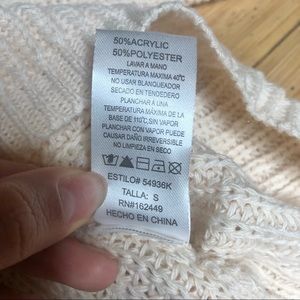 50%ACRYLIC
50%POLYESTER
LAVAR A MANO
TEMPERATURA MAXIMA 40°C
NO USAR BLANQUEADOR
SECADO EN TENDEDERO
PLANCHAR A UNA
TEMPERATURA MÁXIMA DE LA
BASE DE 110°C, SIN VAPOR
PLANCHAR CON VAPOR PUEDE
CAUSAR DAÑO IRREVERSIBLE
NO LIMPIEZA EN SECO
ESTILO# 54936K
TALLA: S
RN#162449
HECHO EN CHINA